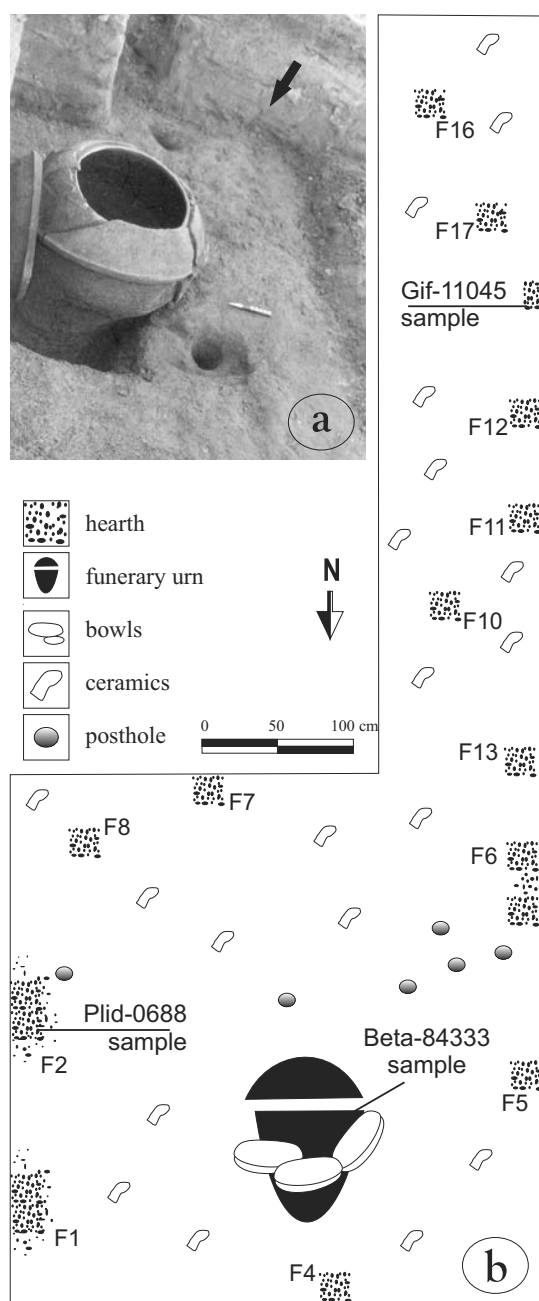 F16
F17
Gif-11045
sample
a
F12
hearth
F11
funerary urn
N
bowls
F10
ceramics
posthole
0 50 100 cm
F13
F7
F8
F6
Plid-0688
sample
Beta-84333
sample
F2
F5
F1
F4
b